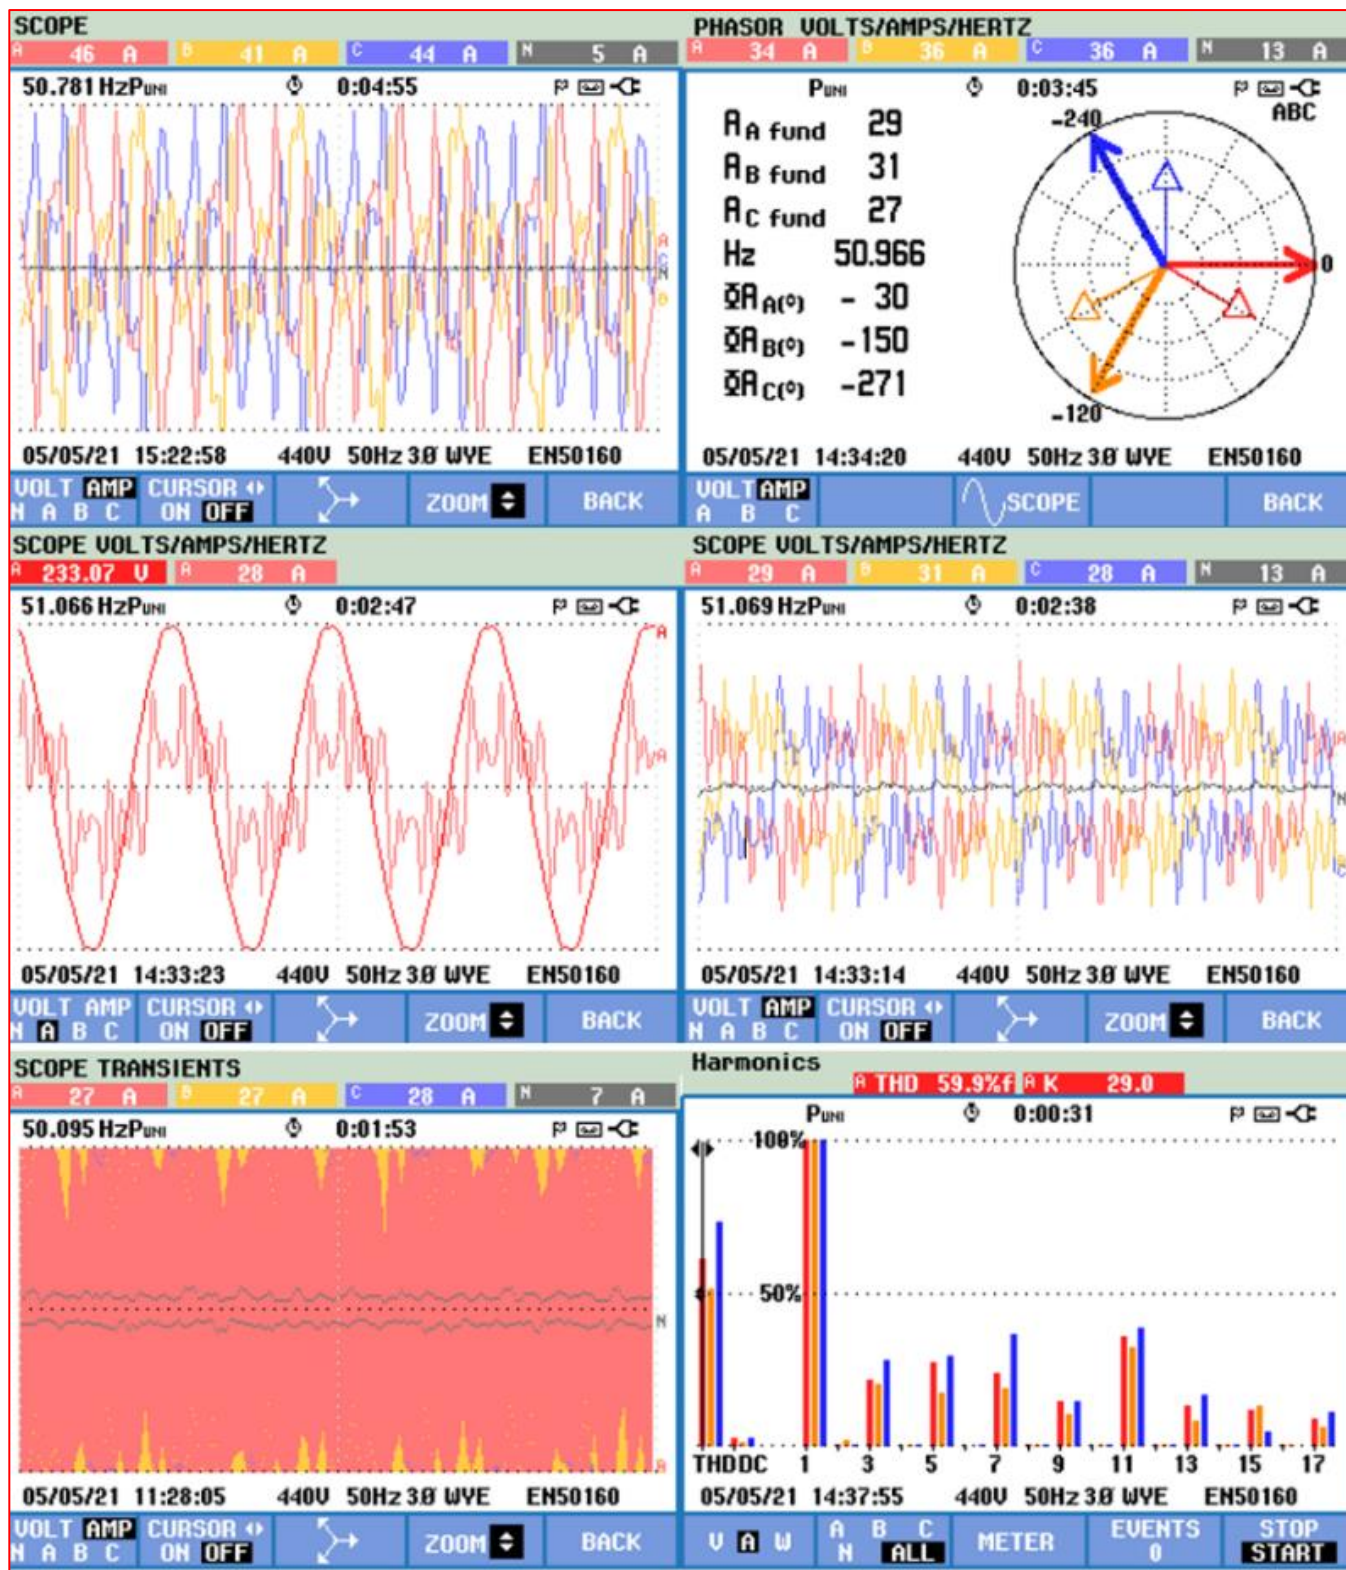 SCOPE
A 46 A B 41 A C 44 A N 5 A
50.781 HzPUNI 0:04:55
A
C
N
B
05/05/21 15:22:58 440V 50Hz 3Ø WYE EN50160
VOLT AMP CURSOR ZOOM BACK
N A B C ON OFF
PHASOR VOLTS/AMPS/HERTZ
A 34 A B 36 A C 36 A N 13 A
PUNI 0:03:45
ABC
-240
0
-120
A A fund 29
A B fund 31
A C fund 27
Hz 50.966
ΦA A(°) - 30
ΦA B(°) -150
ΦA C(°) -271
05/05/21 14:34:20 440V 50Hz 3Ø WYE EN50160
VOLT AMP SCOPE BACK
A B C
SCOPE VOLTS/AMPS/HERTZ
A 233.07 V A 28 A
51.066 HzPUNI 0:02:47
A
A
05/05/21 14:33:23 440V 50Hz 3Ø WYE EN50160
VOLT AMP CURSOR ZOOM BACK
N A B C ON OFF
SCOPE VOLTS/AMPS/HERTZ
A 29 A B 31 A C 28 A N 13 A
51.069 HzPUNI 0:02:38
A
N
C
05/05/21 14:33:14 440V 50Hz 3Ø WYE EN50160
VOLT AMP CURSOR ZOOM BACK
N A B C ON OFF
SCOPE TRANSIENTS
A 27 A B 27 A C 28 A N 7 A
50.095 HzPUNI 0:01:53
N
A
05/05/21 11:28:05 440V 50Hz 3Ø WYE EN50160
VOLT AMP CURSOR ZOOM BACK
N A B C ON OFF
Harmonics
A THD 59.9%f A K 29.0
PUNI 0:00:31
100%
50%
THDDC 1 3 5 7 9 11 13 15 17
05/05/21 14:37:55 440V 50Hz 3Ø WYE EN50160
V A W A B C METER EVENTS STOP
N ALL 0 START